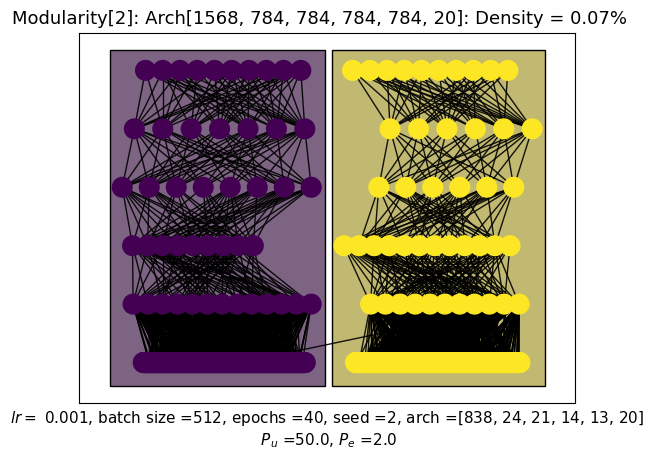 Modularity[2]: Arch[1568, 784, 784, 784, 784, 20]: Density = 0.07%
lr = 0.001, batch size =512, epochs =40, seed =2, arch =[838, 24, 21, 14, 13, 20]
P_u =50.0, P_e =2.0